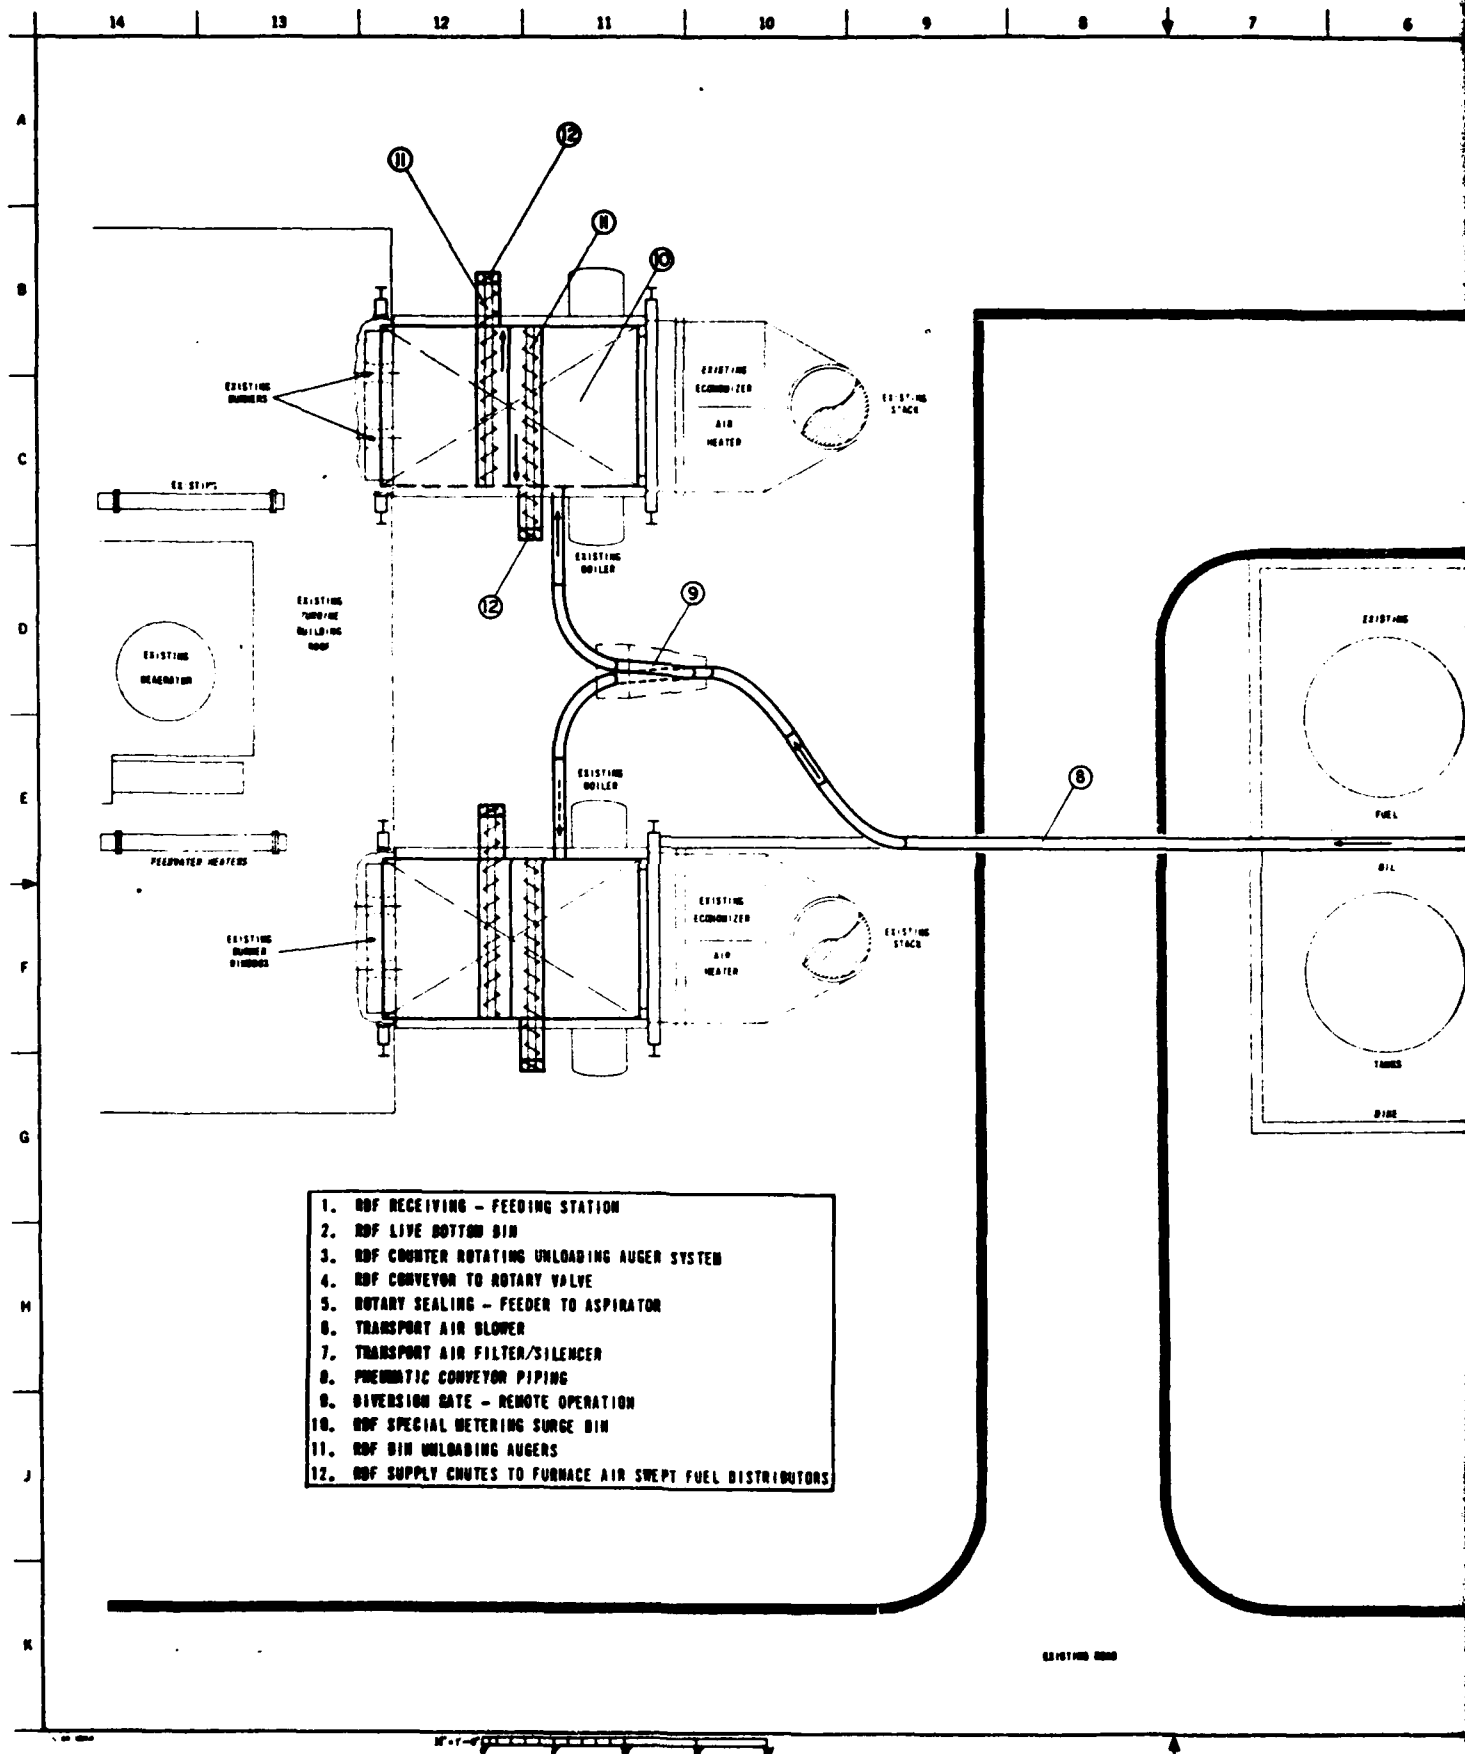 14 13 12 11 10 9 8 7 6
A
12
11
11
B
10
EXISTING
ECONOMIZER
EXISTING
BURNERS
EXISTING
STACK
AIR
HEATER
C
EXISTING
EXISTING
BOILER
9
12
D
EXISTING
TURBINE
BUILDING
ROOF
EXISTING
EXISTING
GENERATOR
EXISTING
BOILER
8
E
FUEL
FEEDWATER HEATERS
OIL
EXISTING
ECONOMIZER
EXISTING
BURNER
WINDBOX
EXISTING
STACK
AIR
HEATER
F
TANKS
DIKE
G
1. RDF RECEIVING - FEEDING STATION
2. RDF LIVE BOTTOM BIN
3. RDF COUNTER ROTATING UNLOADING AUGER SYSTEM
4. RDF CONVEYOR TO ROTARY VALVE
5. ROTARY SEALING - FEEDER TO ASPIRATOR
6. TRANSPORT AIR BLOWER
7. TRANSPORT AIR FILTER/SILENCER
8. PNEUMATIC CONVEYOR PIPING
9. DIVERSION GATE - REMOTE OPERATION
10. RDF SPECIAL METERING SURGE BIN
11. RDF BIN UNLOADING AUGERS
12. RDF SUPPLY CHUTES TO FURNACE AIR SWEPT FUEL DISTRIBUTORS
H
J
K
EXISTING ROAD